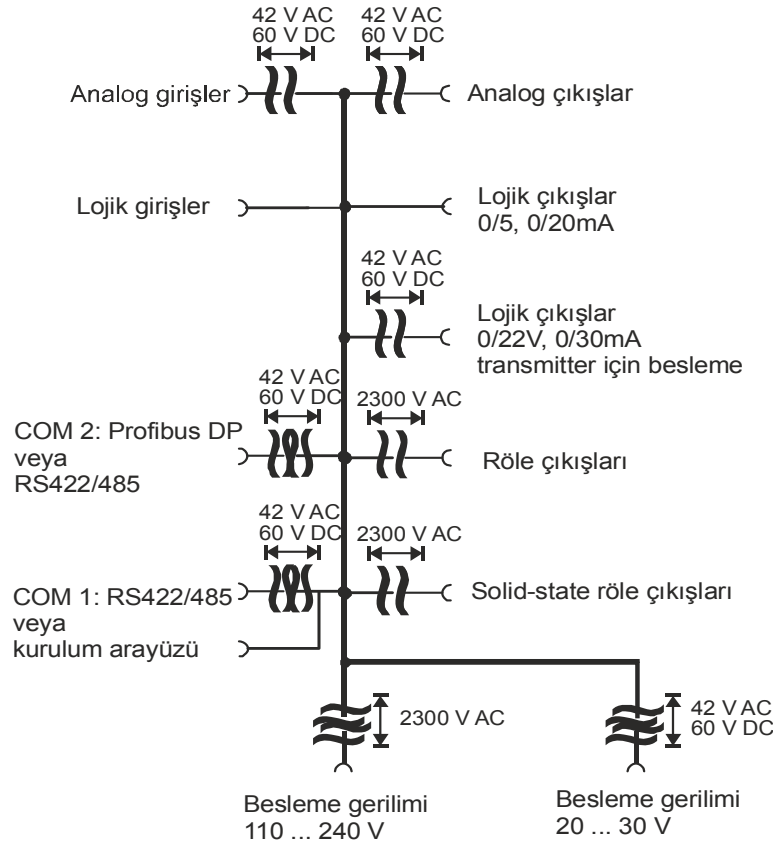 42 V AC
60 V DC
42 V AC
60 V DC
Analog girişler
Analog çıkışlar
Lojik girişler
Lojik çıkışlar
0/5, 0/20mA
42 V AC
60 V DC
Lojik çıkışlar
0/22V, 0/30mA
transmitter için besleme
42 V AC
60 V DC
2300 V AC
COM 2: Profibus DP
veya
RS422/485
Röle çıkışları
42 V AC
60 V DC
2300 V AC
COM 1: RS422/485
veya
kurulum arayüzü
Solid-state röle çıkışları
2300 V AC
42 V AC
60 V DC
Besleme gerilimi
110 ... 240 V
Besleme gerilimi
20 ... 30 V